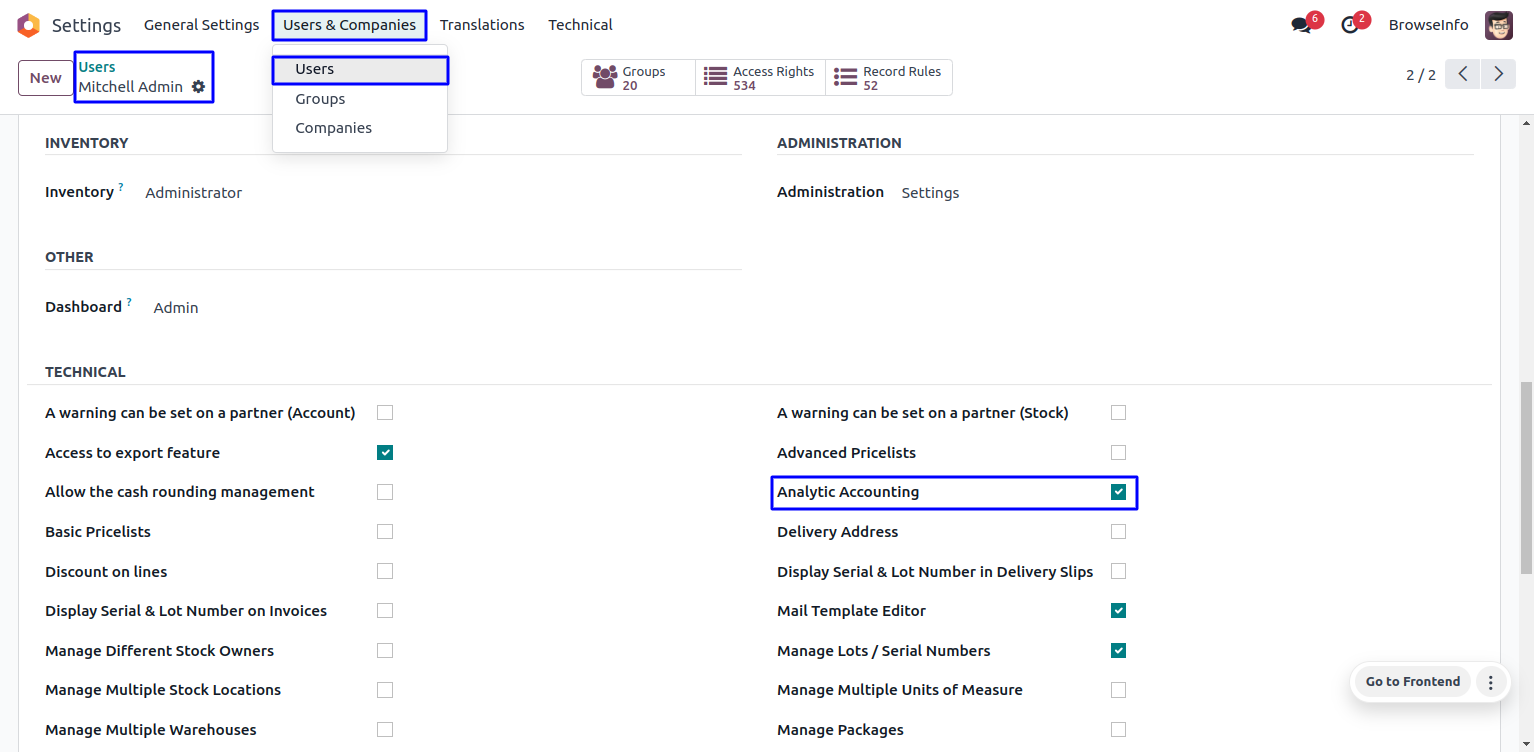 Settings General Settings Users & Companies Translations Technical 6 2 BrowseInfo
New Users
Mitchell Admin
Users
Groups
Companies
Groups
20
Access Rights
534
Record Rules
52
2 / 2
INVENTORY
Inventory ? Administrator
ADMINISTRATION
Administration Settings
OTHER
Dashboard ? Admin
TECHNICAL
A warning can be set on a partner (Account) A warning can be set on a partner (Stock)
Access to export feature Advanced Pricelists
Allow the cash rounding management Analytic Accounting
Basic Pricelists Delivery Address
Discount on lines Display Serial & Lot Number in Delivery Slips
Display Serial & Lot Number on Invoices Mail Template Editor
Manage Different Stock Owners Manage Lots / Serial Numbers
Manage Multiple Stock Locations Manage Multiple Units of Measure
Manage Multiple Warehouses Manage Packages
Go to Frontend